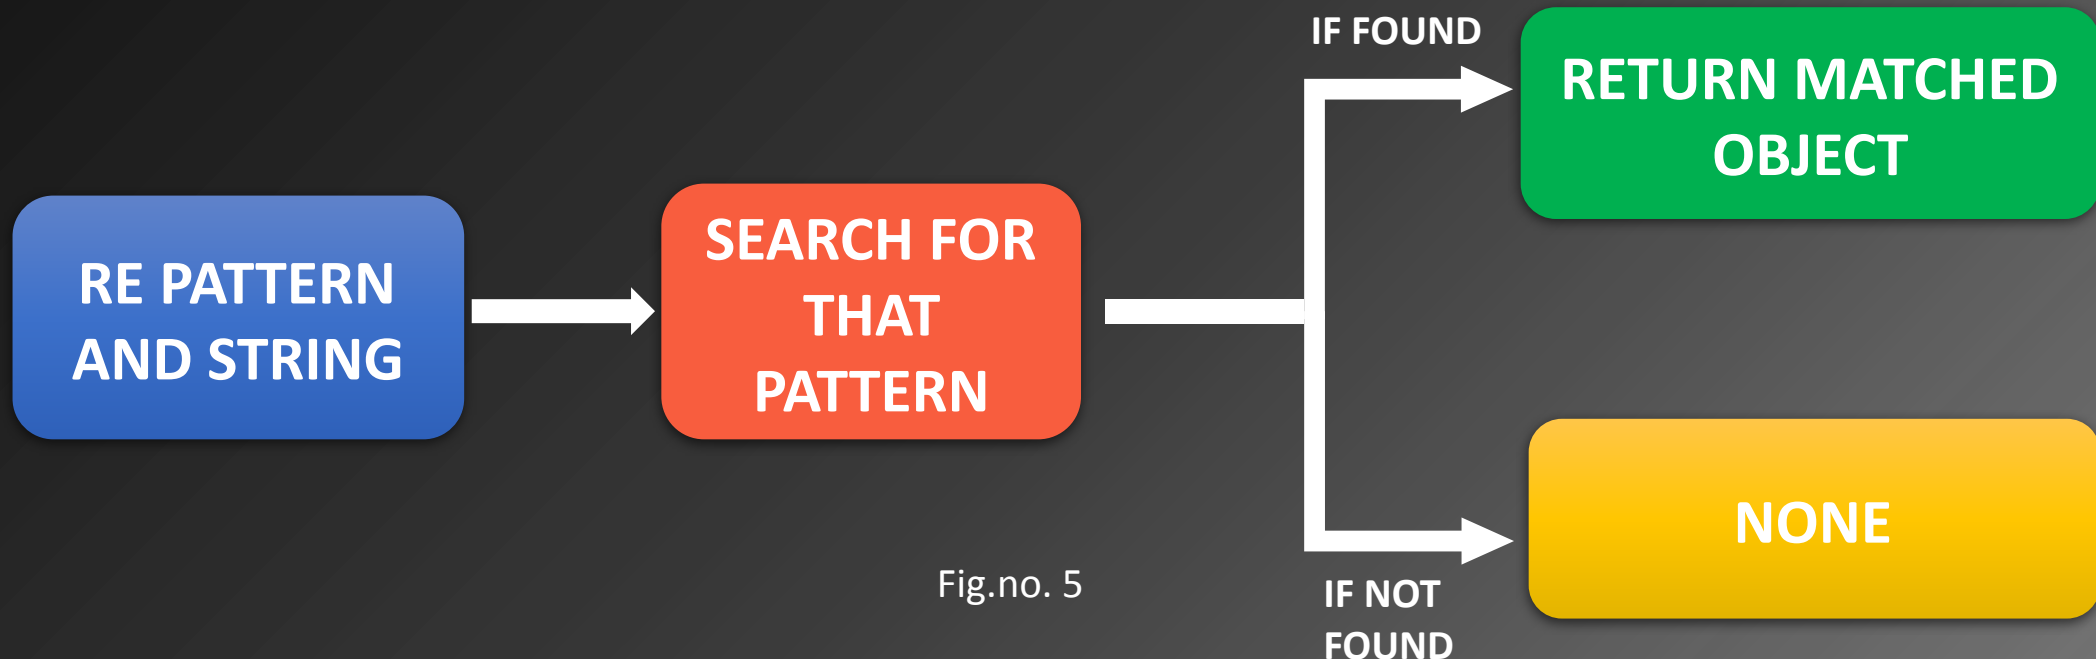 RE PATTERN
AND STRING
SEARCH FOR
THAT
PATTERN
IF FOUND
RETURN MATCHED
OBJECT
IF NOT
FOUND
NONE
Fig.no. 5